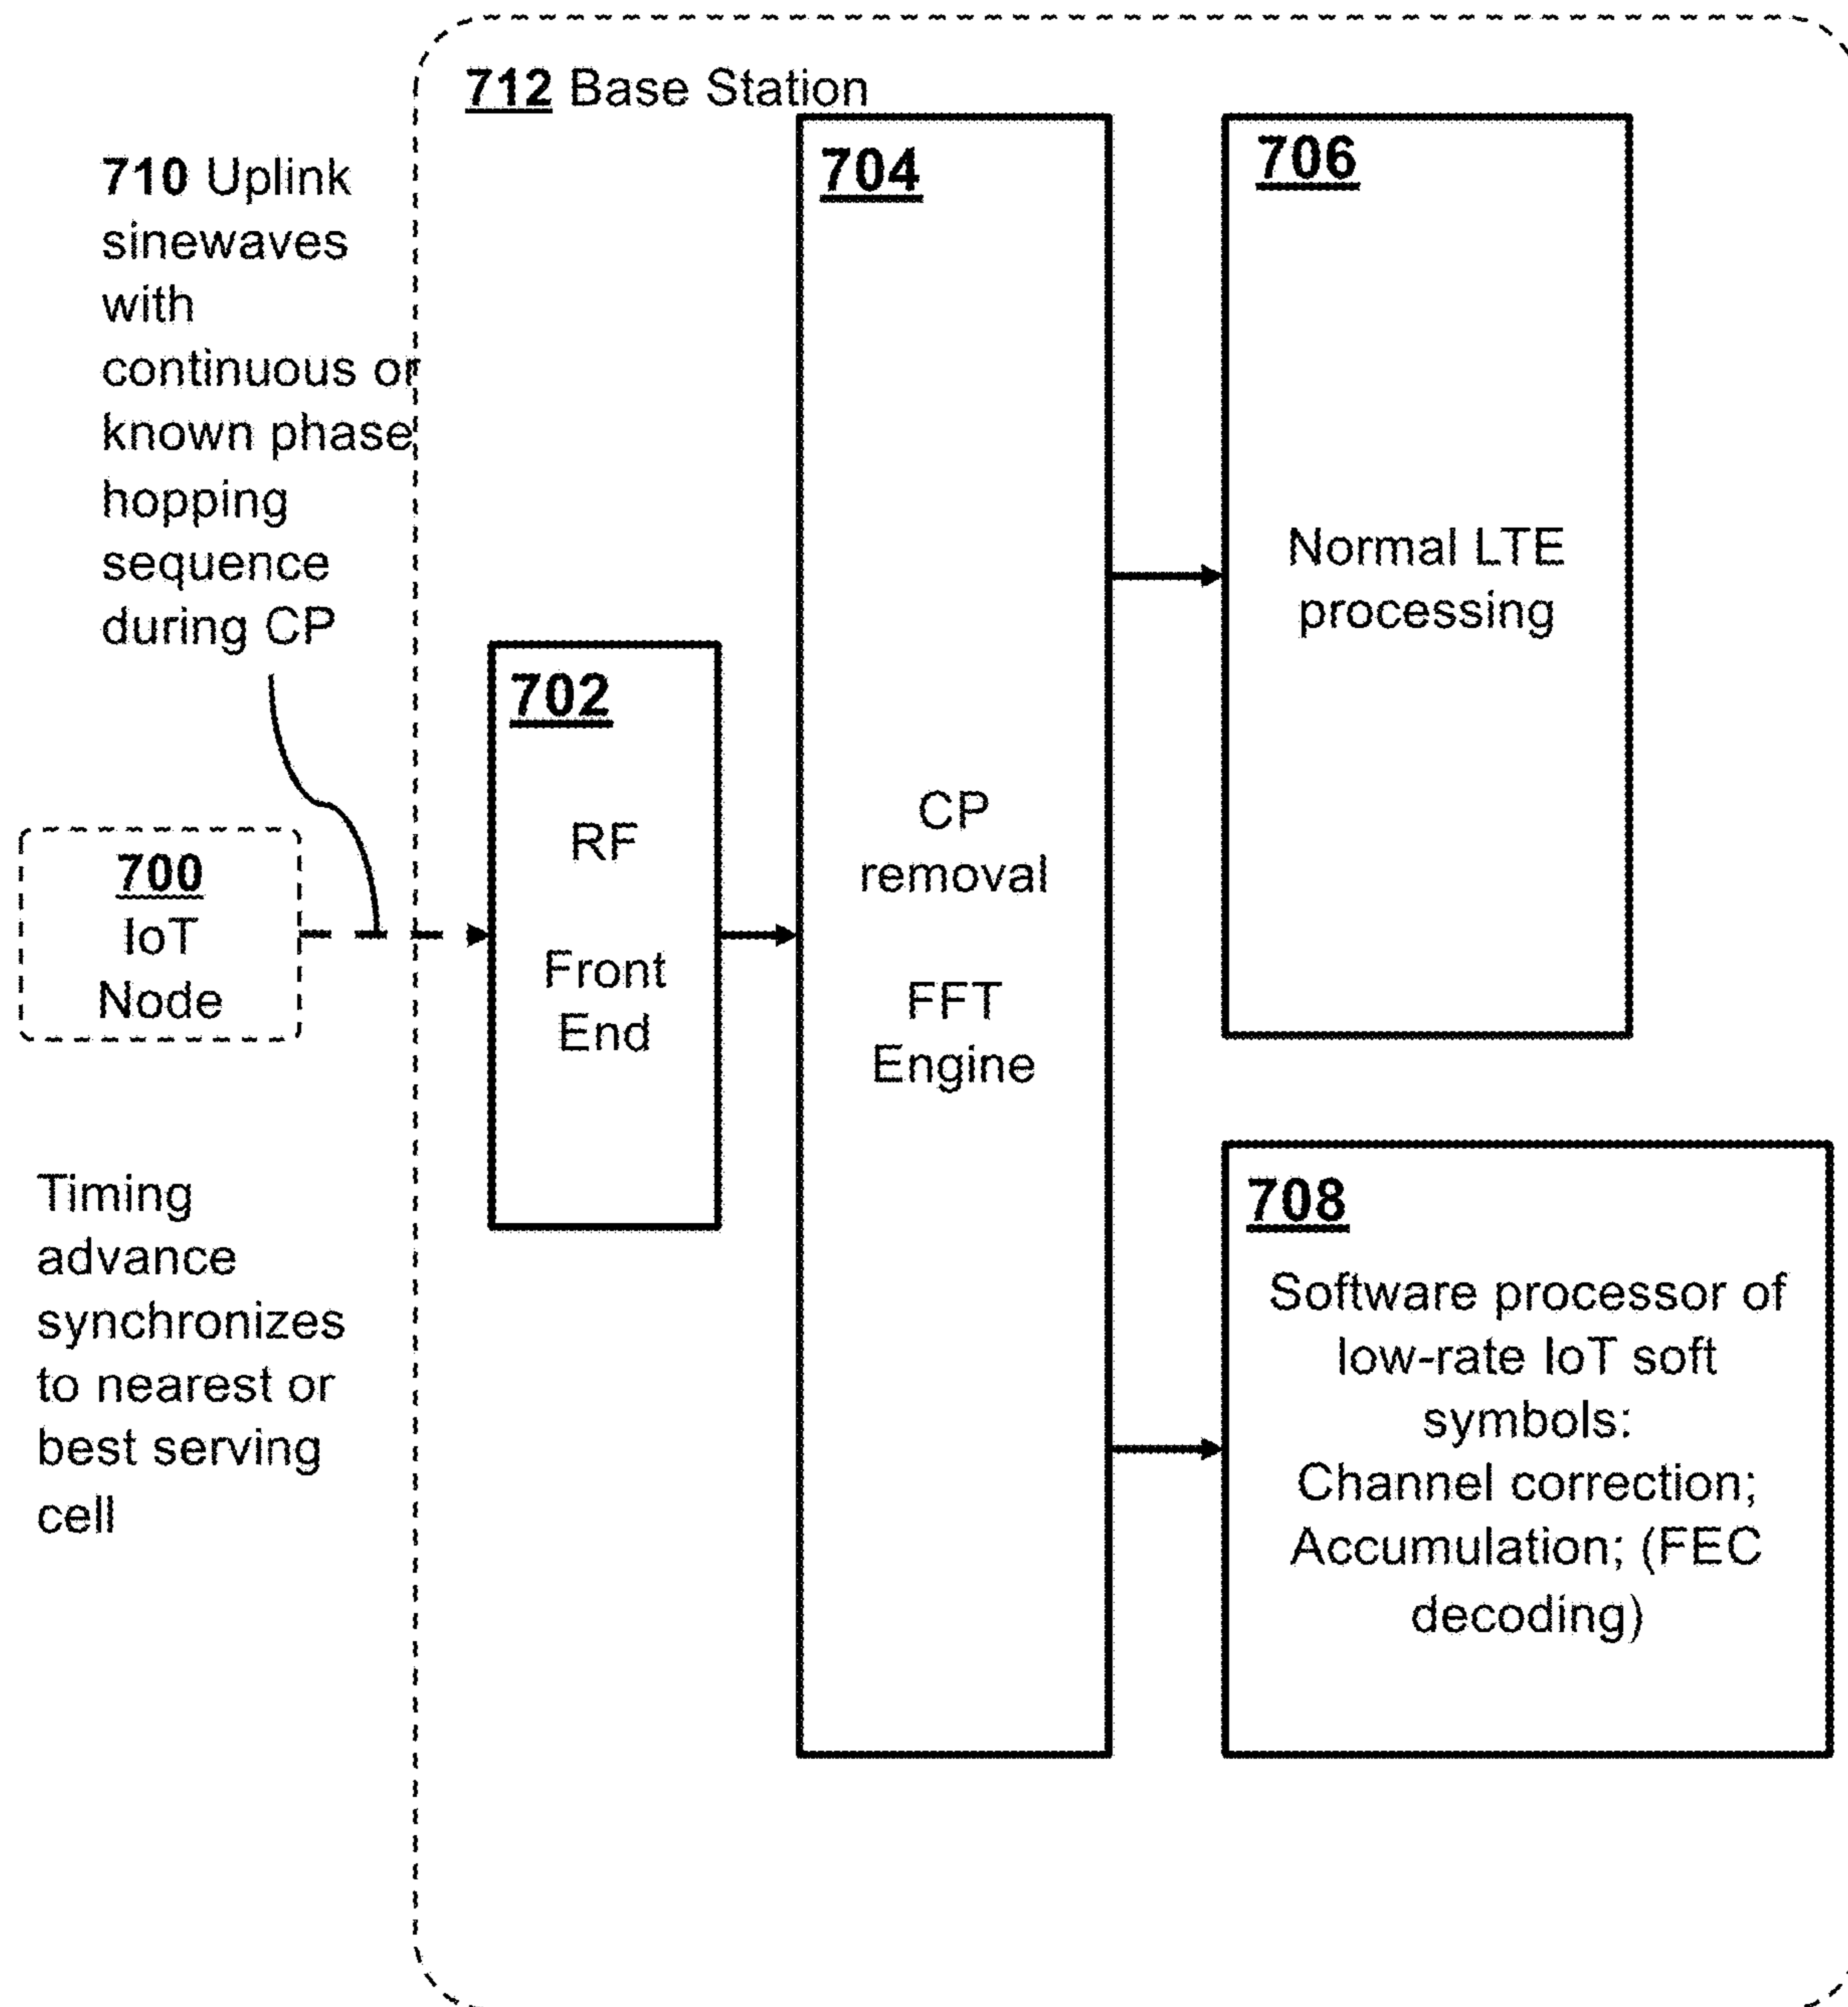 712 Base Station
710 Uplink
sinewaves
with
continuous or
known phase
hopping
sequence
during CP
700
IoT
Node
Timing
advance
synchronizes
to nearest or
best serving
cell
702
RF
Front
End
704
CP
removal
FFT
Engine
706
Normal LTE
processing
708
Software processor of
low-rate IoT soft
symbols:
Channel correction;
Accumulation; (FEC
decoding)